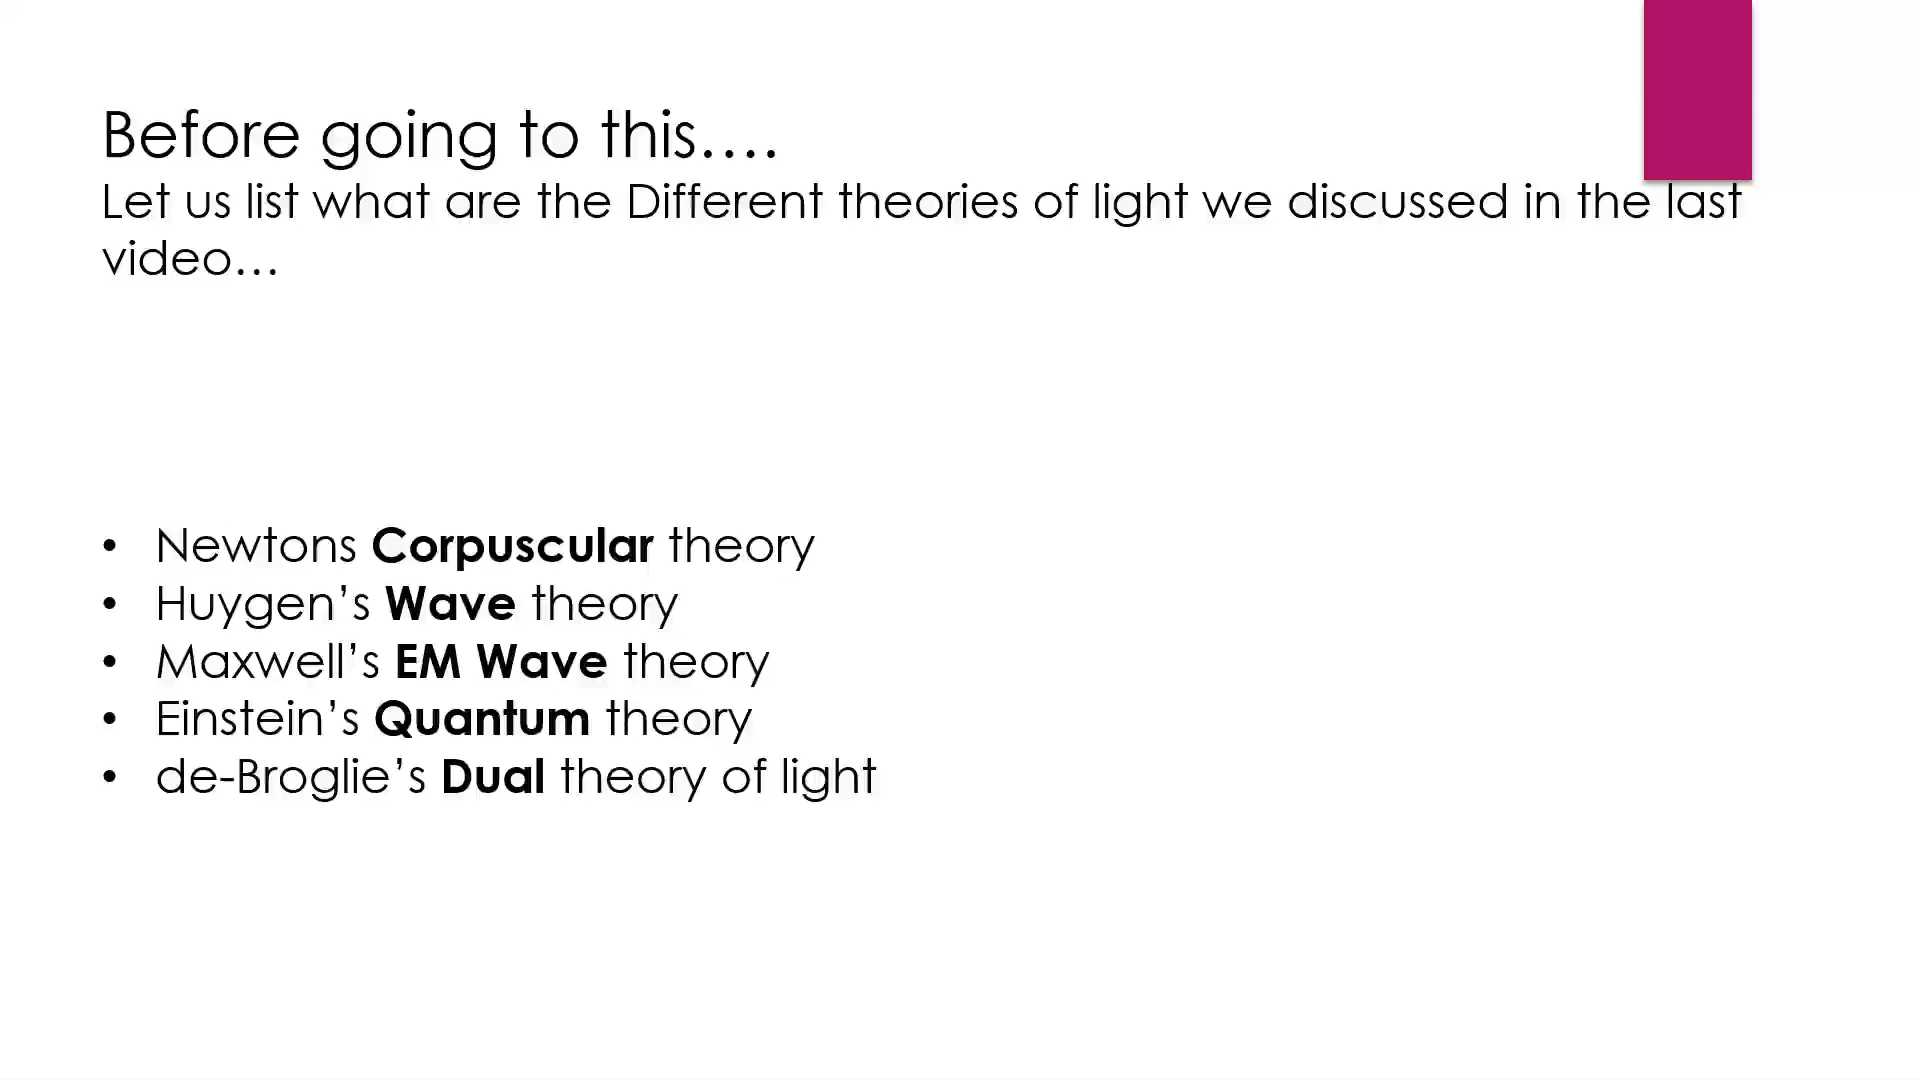 Before going to this….
Let us list what are the Different theories of light we discussed in the last
video…
• Newtons Corpuscular theory
• Huygen’s Wave theory
• Maxwell’s EM Wave theory
• Einstein’s Quantum theory
• de-Broglie’s Dual theory of light